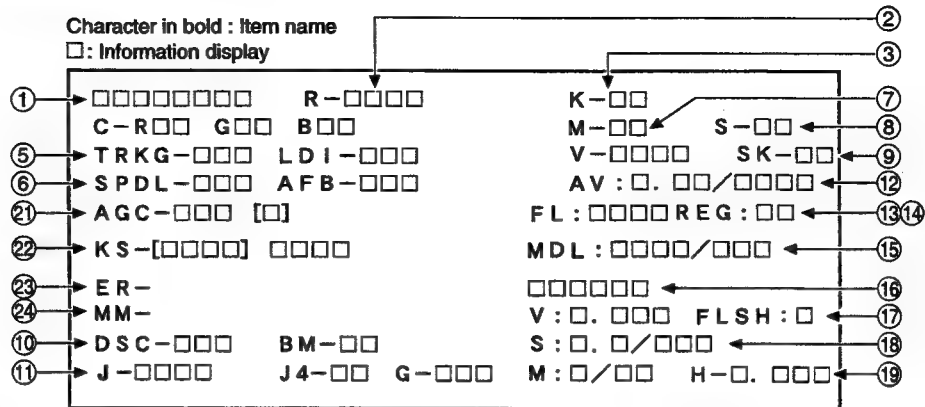 Character in bold : Item name
□ : Information display
② 
③
① □□□□□□□□ R－□□□□ K－□□ ⑦
C－R□□ G□□ B□□ M－□□ S－□□ ⑧
⑤ TRKG－□□□ LDI－□□□ V－□□□□ SK－□□ ⑨
⑥ SPDL－□□□ AFB－□□□ AV：□．□□／□□□□ ⑫
㉑ AGC－□□□ [□] FL：□□□□REG：□□ ⑬⑭
㉒ KS－[□□□□] □□□□ MDL：□□□□／□□□ ⑮
㉓ ER－ □□□□□□ ⑯
㉔ MM－ V：□．□□□ FLSH：□ ⑰
⑩ DSC－□□□ BM－□□ S：□．□／□□□ ⑱
⑪ J－□□□□ J4－□□ G－□□□ M：□／□□ H－□．□□□ ⑲